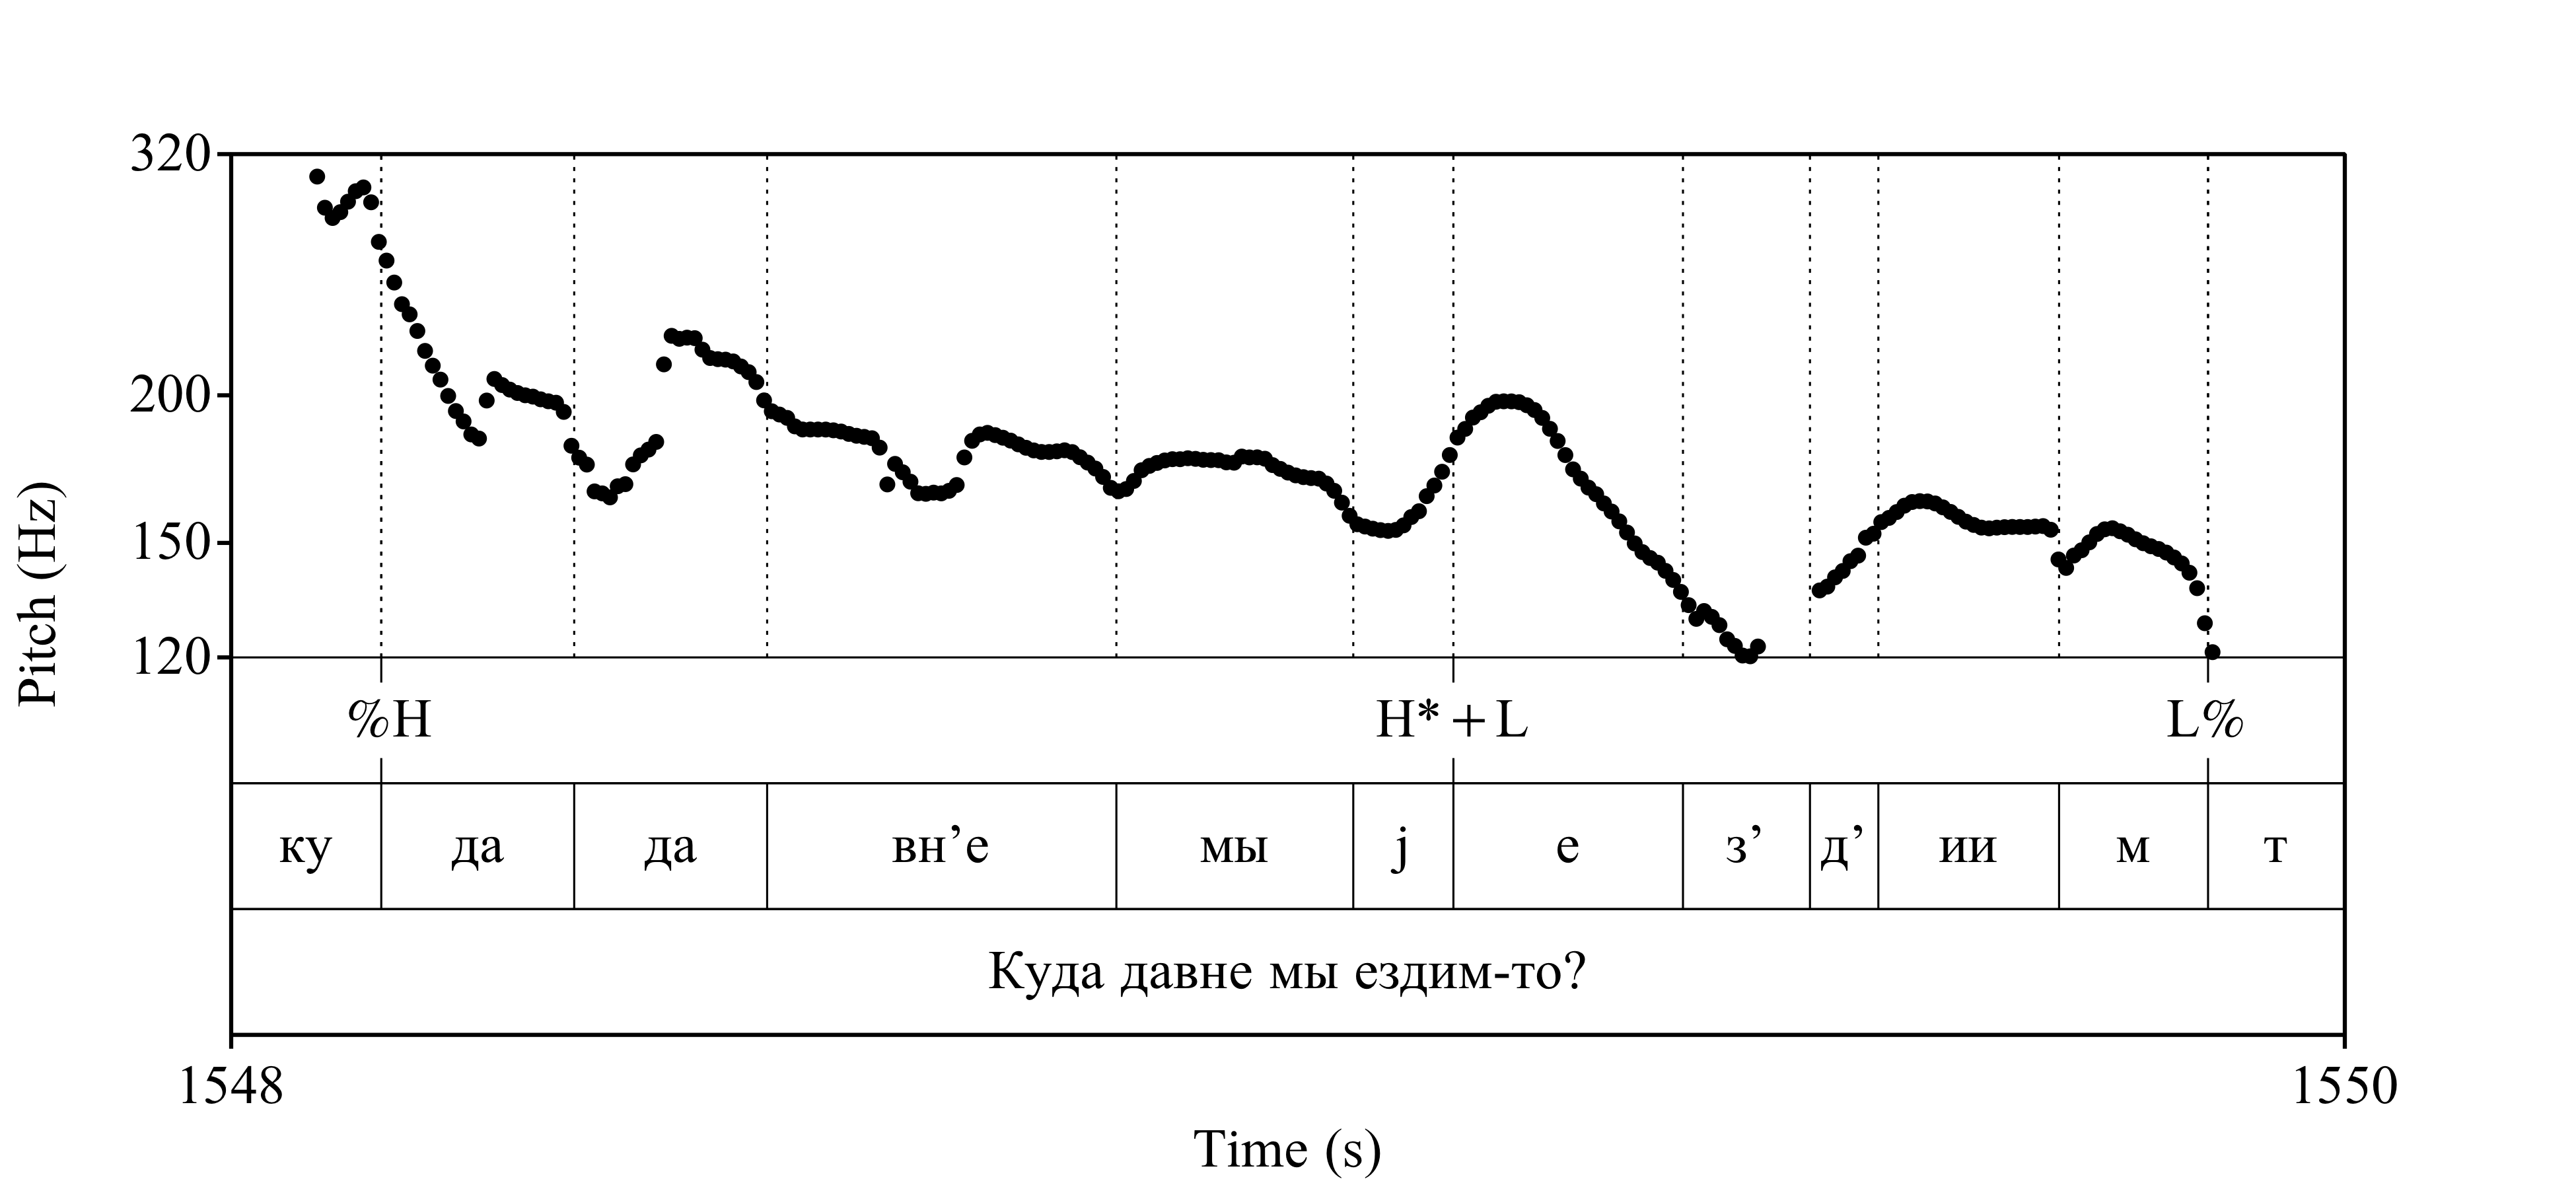 320
200
150
120
Pitch (Hz)
%H H*+L L%
ку да да вн’е мы j е з’ д’ ии м т
Куда давне мы ездим-то?
1548 1550
Time (s)